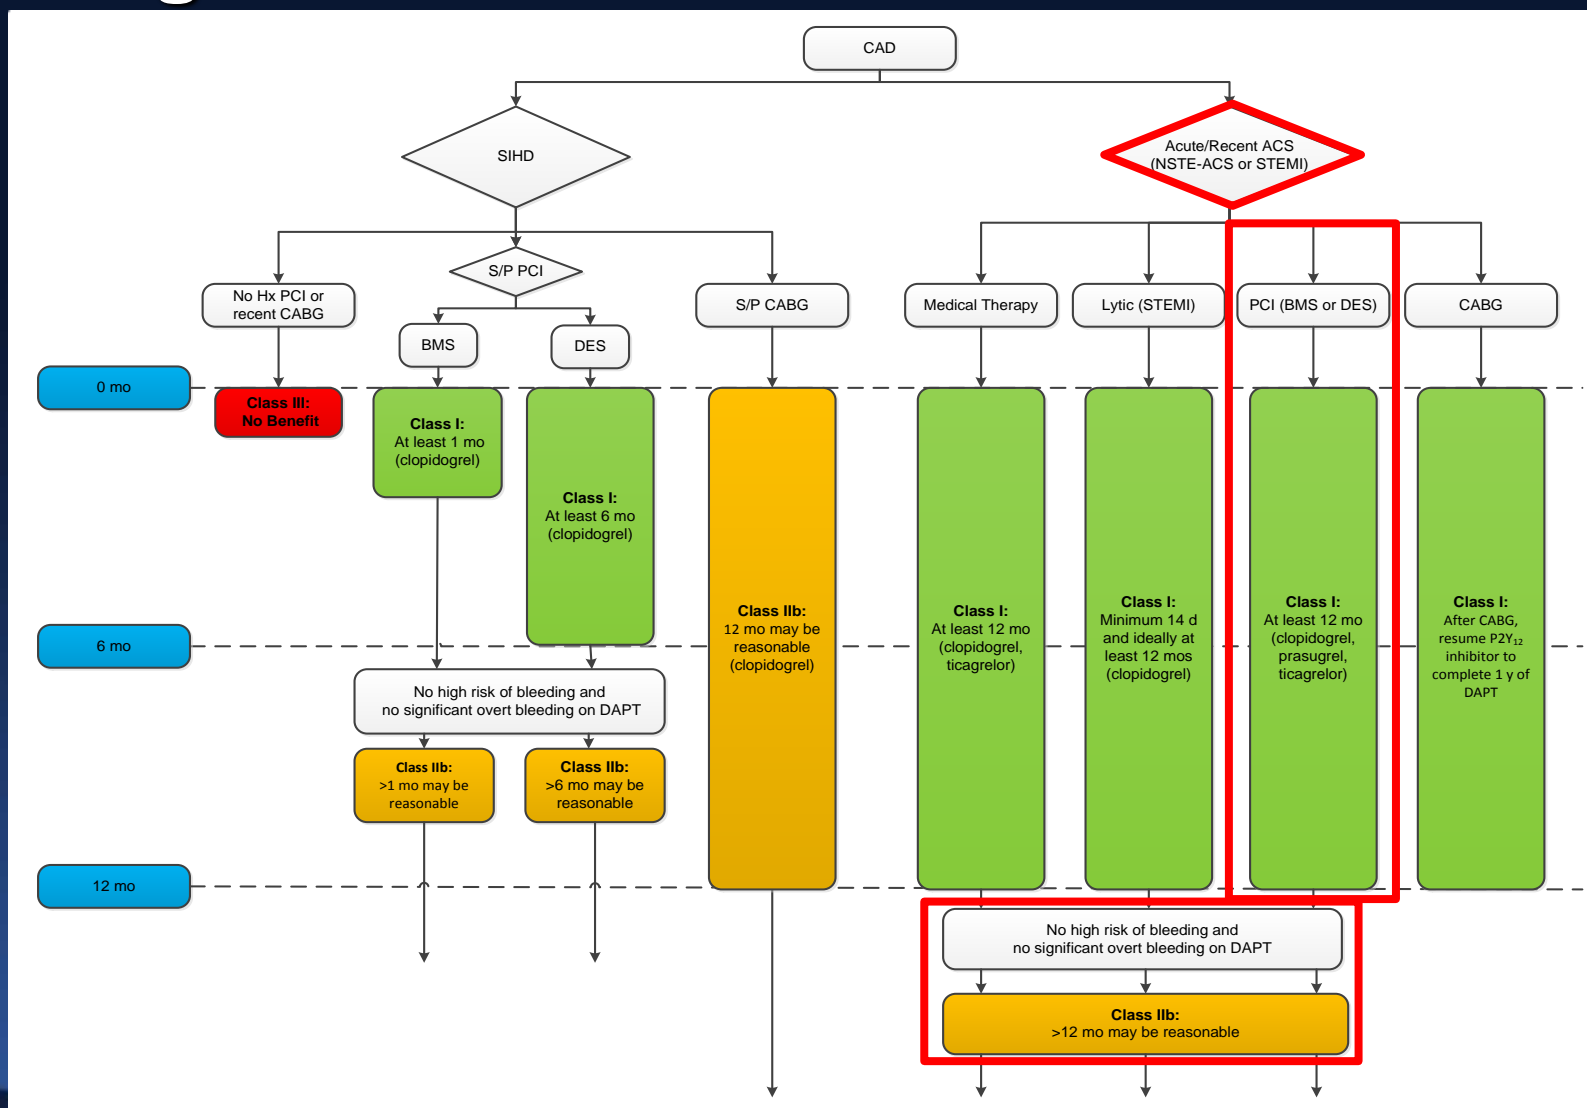 CAD
SIHD
Acute/Recent ACS
(NSTE-ACS or STEMI)
S/P PCI
No Hx PCI or
recent CABG
S/P CABG
Medical Therapy
Lytic (STEMI)
PCI (BMS or DES)
CABG
BMS
DES
0 mo
Class III:
No Benefit
Class I:
At least 1 mo
(clopidogrel)
Class I:
At least 6 mo
(clopidogrel)
Class IIb:
12 mo may be
reasonable
(clopidogrel)
Class I:
At least 12 mo
(clopidogrel,
ticagrelor)
Class I:
Minimum 14 d
and ideally at
least 12 mos
(clopidogrel)
Class I:
At least 12 mo
(clopidogrel,
prasugrel,
ticagrelor)
Class I:
After CABG,
resume P2Y₁₂
inhibitor to
complete 1 y of
DAPT
6 mo
No high risk of bleeding and
no significant overt bleeding on DAPT
Class IIb:
>1 mo may be
reasonable
Class IIb:
>6 mo may be
reasonable
12 mo
No high risk of bleeding and
no significant overt bleeding on DAPT
Class IIb:
>12 mo may be reasonable